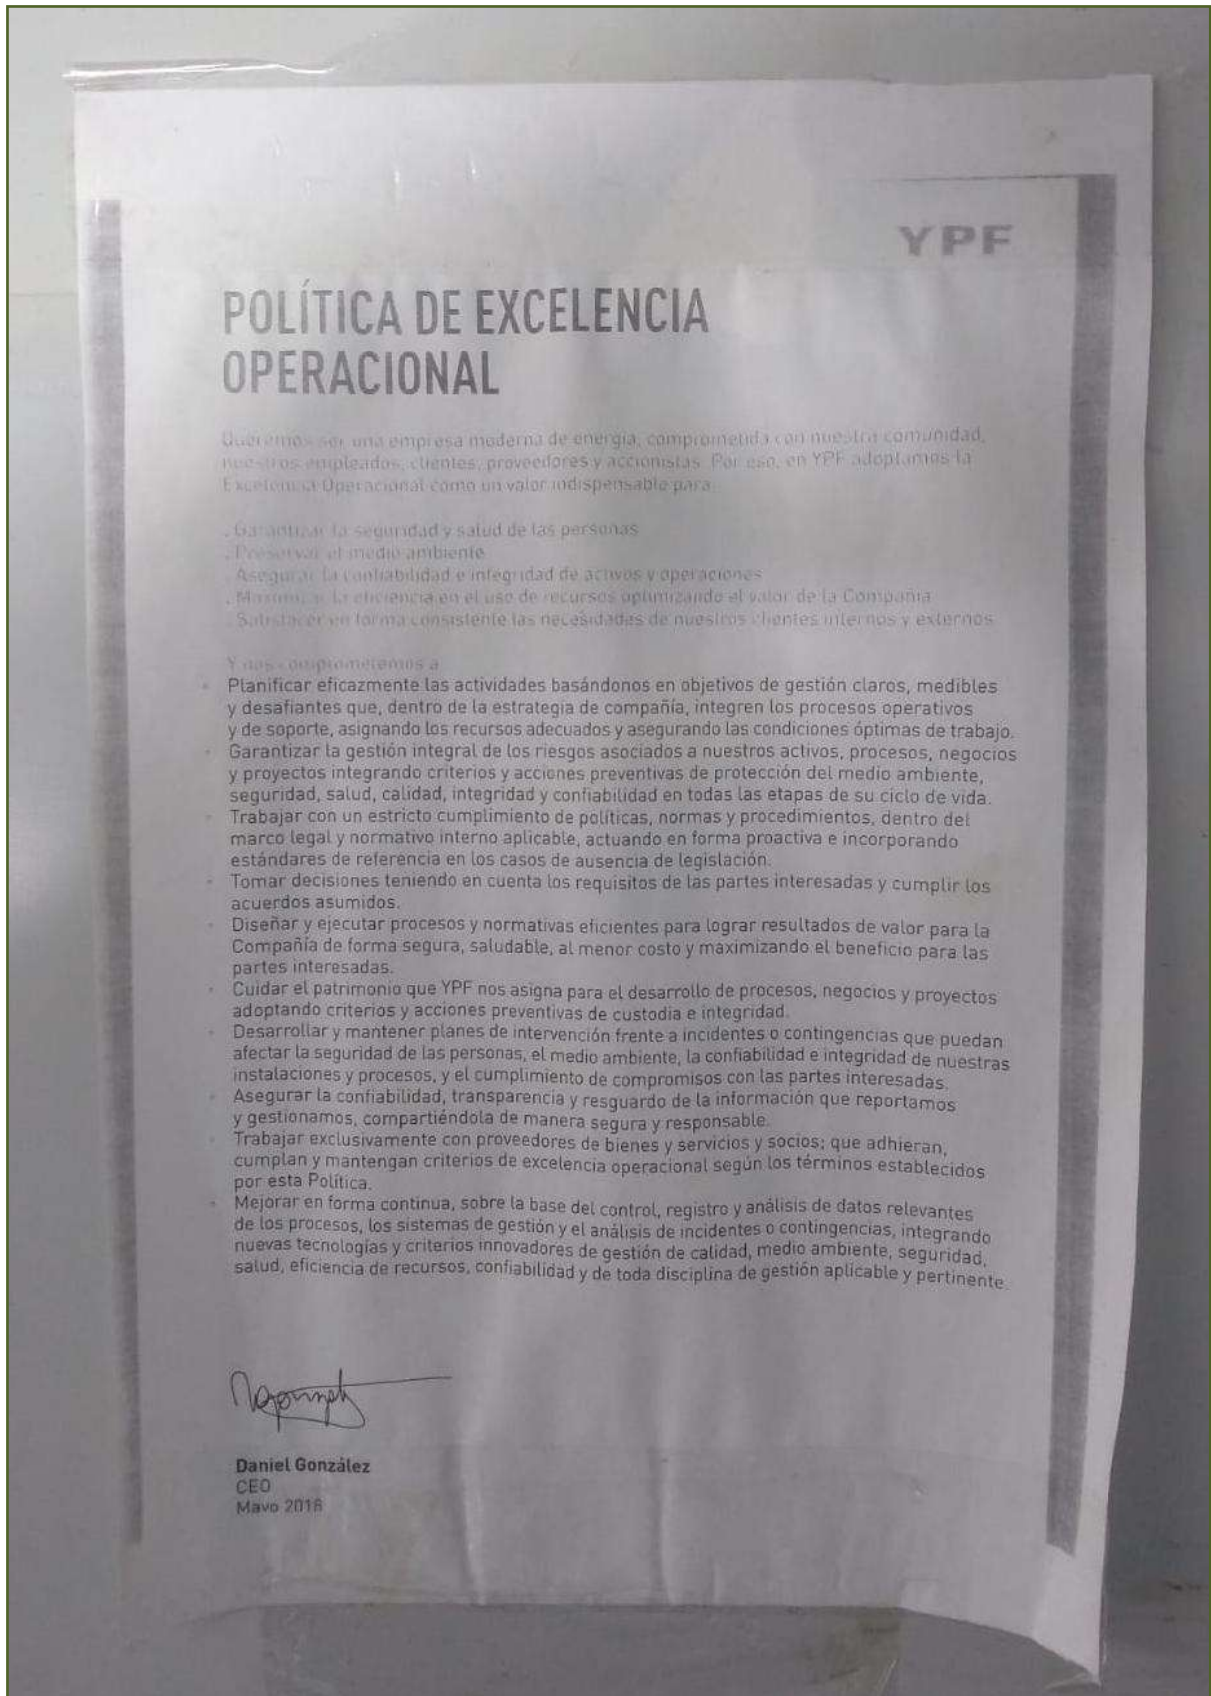 YPF
POLÍTICA DE EXCELENCIA
OPERACIONAL
Queremos ser una empresa moderna de energía, comprometida con nuestra comunidad,
nuestros empleados, clientes, proveedores y accionistas. Por eso, en YPF adoptamos la
Excelencia Operacional como un valor indispensable para
. Garantizar la seguridad y salud de las personas
. Preservar el medio ambiente
. Asegurar la confiabilidad e integridad de activos y operaciones
. Maximizar la eficiencia en el uso de recursos optimizando el valor de la Compañía
. Satisfacer en forma consistente las necesidades de nuestros clientes internos y externos
Y nos comprometemos a
• Planificar eficazmente las actividades basándonos en objetivos de gestión claros, medibles
y desafiantes que, dentro de la estrategia de compañía, integren los procesos operativos
y de soporte, asignando los recursos adecuados y asegurando las condiciones óptimas de trabajo.
• Garantizar la gestión integral de los riesgos asociados a nuestros activos, procesos, negocios
y proyectos integrando criterios y acciones preventivas de protección del medio ambiente,
seguridad, salud, calidad, integridad y confiabilidad en todas las etapas de su ciclo de vida.
• Trabajar con un estricto cumplimiento de políticas, normas y procedimientos, dentro del
marco legal y normativo interno aplicable, actuando en forma proactiva e incorporando
estándares de referencia en los casos de ausencia de legislación.
• Tomar decisiones teniendo en cuenta los requisitos de las partes interesadas y cumplir los
acuerdos asumidos.
• Diseñar y ejecutar procesos y normativas eficientes para lograr resultados de valor para la
Compañía de forma segura, saludable, al menor costo y maximizando el beneficio para las
partes interesadas.
• Cuidar el patrimonio que YPF nos asigna para el desarrollo de procesos, negocios y proyectos
adoptando criterios y acciones preventivas de custodia e integridad.
• Desarrollar y mantener planes de intervención frente a incidentes o contingencias que puedan
afectar la seguridad de las personas, el medio ambiente, la confiabilidad e integridad de nuestras
instalaciones y procesos, y el cumplimiento de compromisos con las partes interesadas.
• Asegurar la confiabilidad, transparencia y resguardo de la información que reportamos
y gestionamos, compartiéndola de manera segura y responsable.
• Trabajar exclusivamente con proveedores de bienes y servicios y socios; que adhieran,
cumplan y mantengan criterios de excelencia operacional según los términos establecidos
por esta Política.
• Mejorar en forma continua, sobre la base del control, registro y análisis de datos relevantes
de los procesos, los sistemas de gestión y el análisis de incidentes o contingencias, integrando
nuevas tecnologías y criterios innovadores de gestión de calidad, medio ambiente, seguridad,
salud, eficiencia de recursos, confiabilidad y de toda disciplina de gestión aplicable y pertinente.
Daniel González
CEO
Mayo 2018